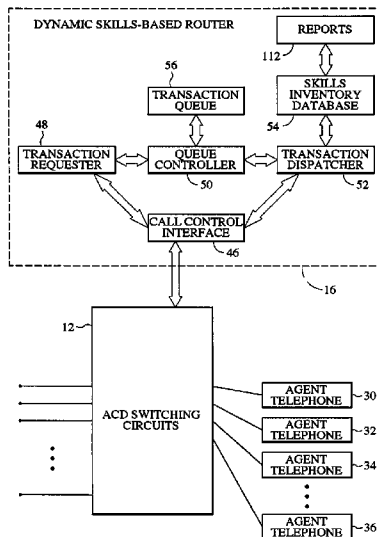 DYNAMIC SKILLS-BASED ROUTER
REPORTS
112
56
TRANSACTION
QUEUE
SKILLS
INVENTORY
DATABASE
54
48
TRANSACTION
REQUESTER
QUEUE
CONTROLLER
50
TRANSACTION
DISPATCHER
52
CALL CONTROL
INTERFACE
46
16
12
ACD SWITCHING
CIRCUITS
AGENT
TELEPHONE
30
AGENT
TELEPHONE
32
AGENT
TELEPHONE
34
AGENT
TELEPHONE
36